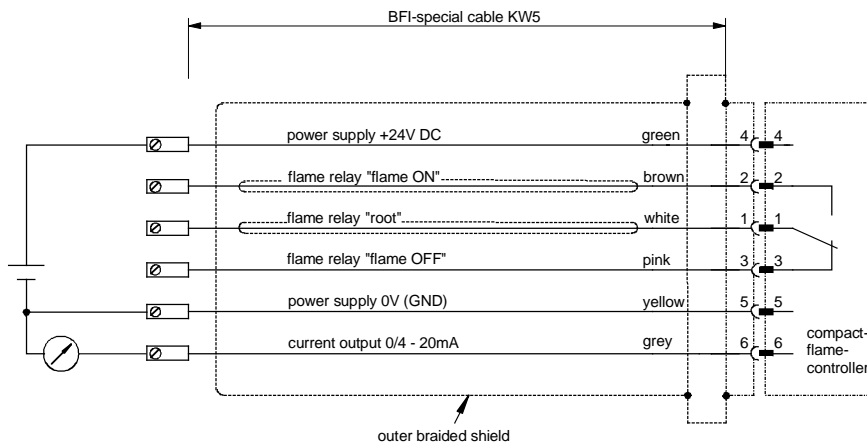 BFI-special cable KW5
power supply +24V DC green 4 4
flame relay "flame ON" brown 2 2
flame relay "root" white 1 1
flame relay "flame OFF" pink 3 3
power supply 0V (GND) yellow 5 5
current output 0/4 - 20mA grey 6 6
compact-
flame-
controller
outer braided shield